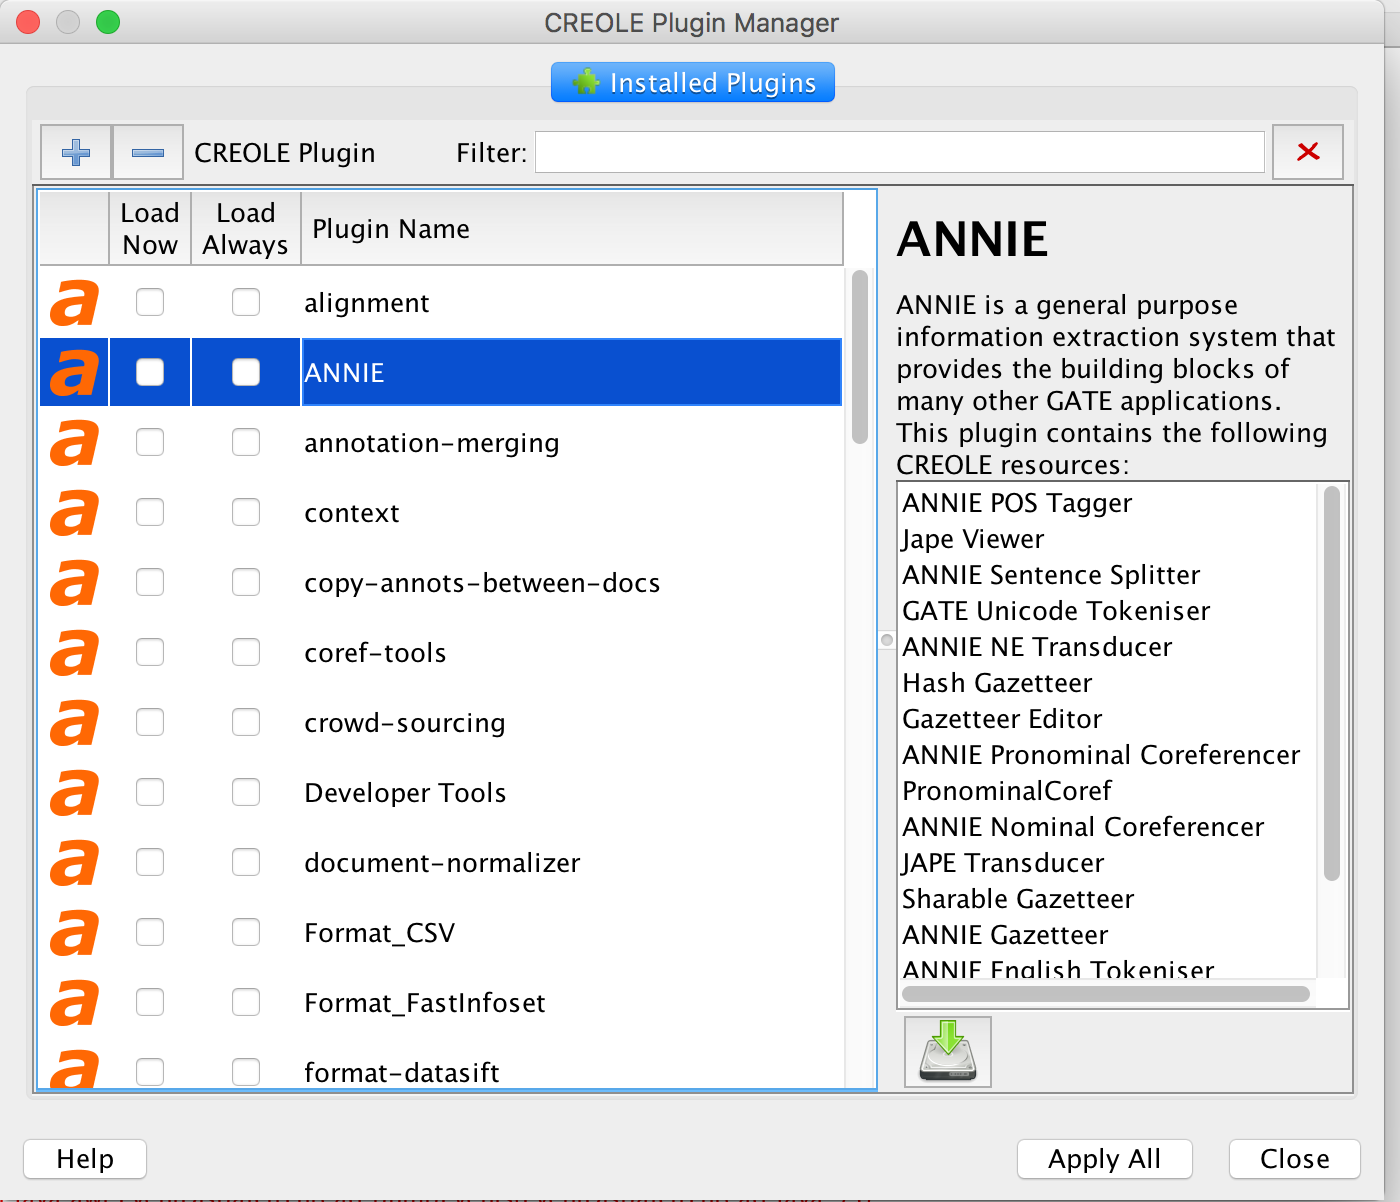 CREOLE Plugin Manager
Installed Plugins
CREOLE Plugin
Filter:
Load Now
Load Always
Plugin Name
a alignment
a ANNIE
a annotation-merging
a context
a copy-annots-between-docs
a coref-tools
a crowd-sourcing
a Developer Tools
a document-normalizer
a Format_CSV
a Format_FastInfoset
a format-datasift
ANNIE
ANNIE is a general purpose
information extraction system that
provides the building blocks of
many other GATE applications.
This plugin contains the following
CREOLE resources:
ANNIE POS Tagger
Jape Viewer
ANNIE Sentence Splitter
GATE Unicode Tokeniser
ANNIE NE Transducer
Hash Gazetteer
Gazetteer Editor
ANNIE Pronominal Coreferencer
PronominalCoref
ANNIE Nominal Coreferencer
JAPE Transducer
Sharable Gazetteer
ANNIE Gazetteer
ANNIE English Tokeniser
Help
Apply All
Close